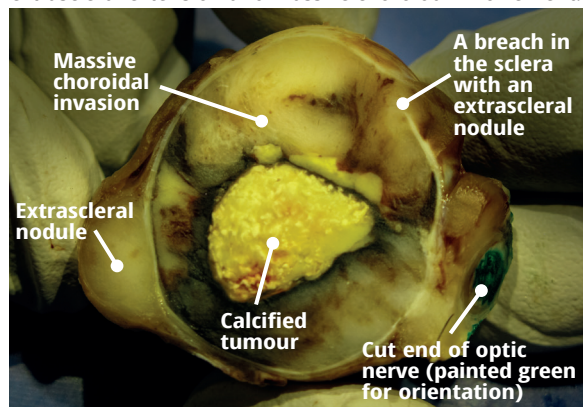 Massive
choroidal
invasion
A breach in
the sclera
with an
extrascleral
nodule
Extrascleral
nodule
Calcified
tumour
Cut end of optic
nerve (painted green
for orientation)